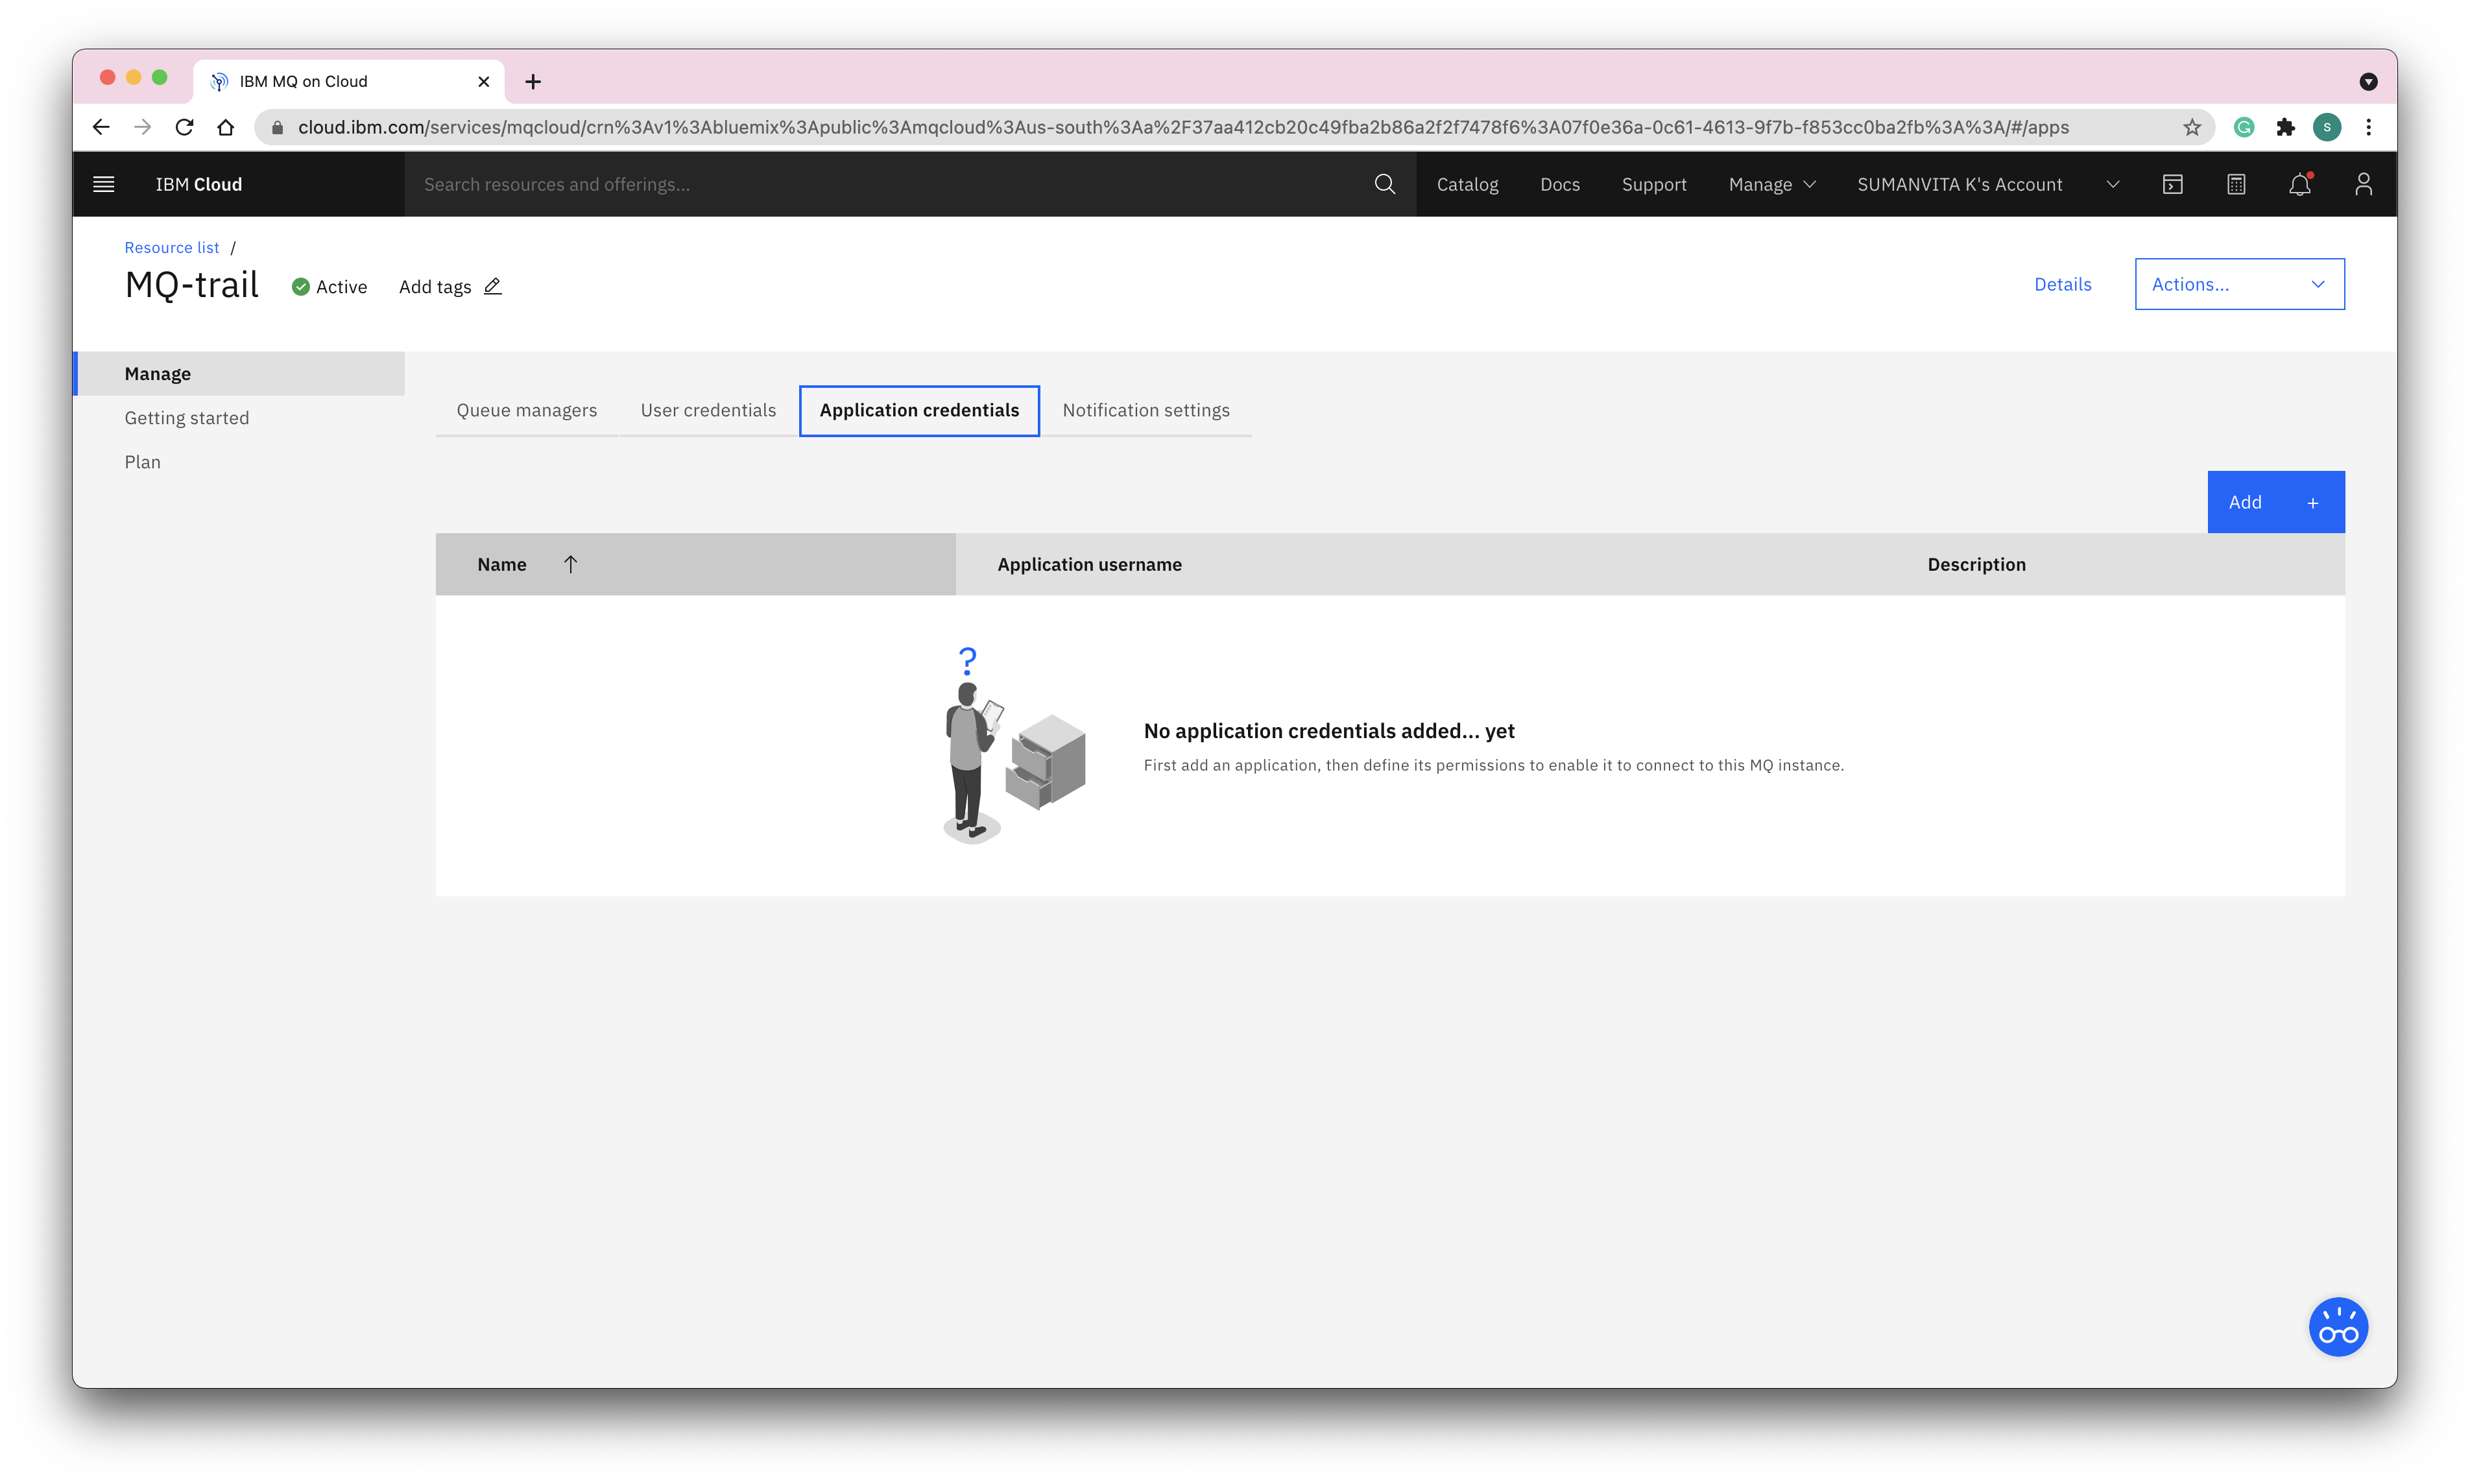 IBM MQ on Cloud
cloud.ibm.com/services/mqcloud/crn%3Av1%3Abluemix%3Apublic%3Amqcloud%3Aus-south%3Aa%2F37aa412cb20c49fba2b86a2f2f7478f6%3A07f0e36a-0c61-4613-9f7b-f853cc0ba2fb%3A%3A/#/apps
S
IBM Cloud
Search resources and offerings...
Catalog
Docs
Support
Manage
SUMANVITA K's Account
Resource list /
MQ-trail
Active
Add tags
Details
Actions...
Manage
Getting started
Plan
Queue managers
User credentials
Application credentials
Notification settings
Add +
Name
Application username
Description
?
No application credentials added... yet
First add an application, then define its permissions to enable it to connect to this MQ instance.